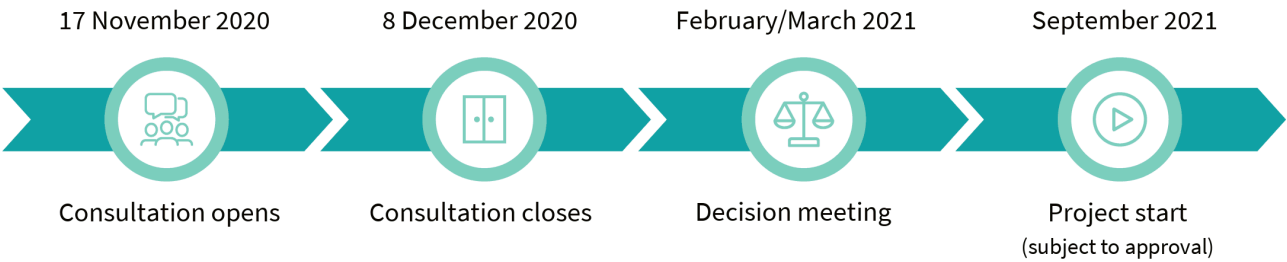 17 November 2020
8 December 2020
February/March 2021
September 2021
Consultation opens
Consultation closes
Decision meeting
Project start
(subject to approval)